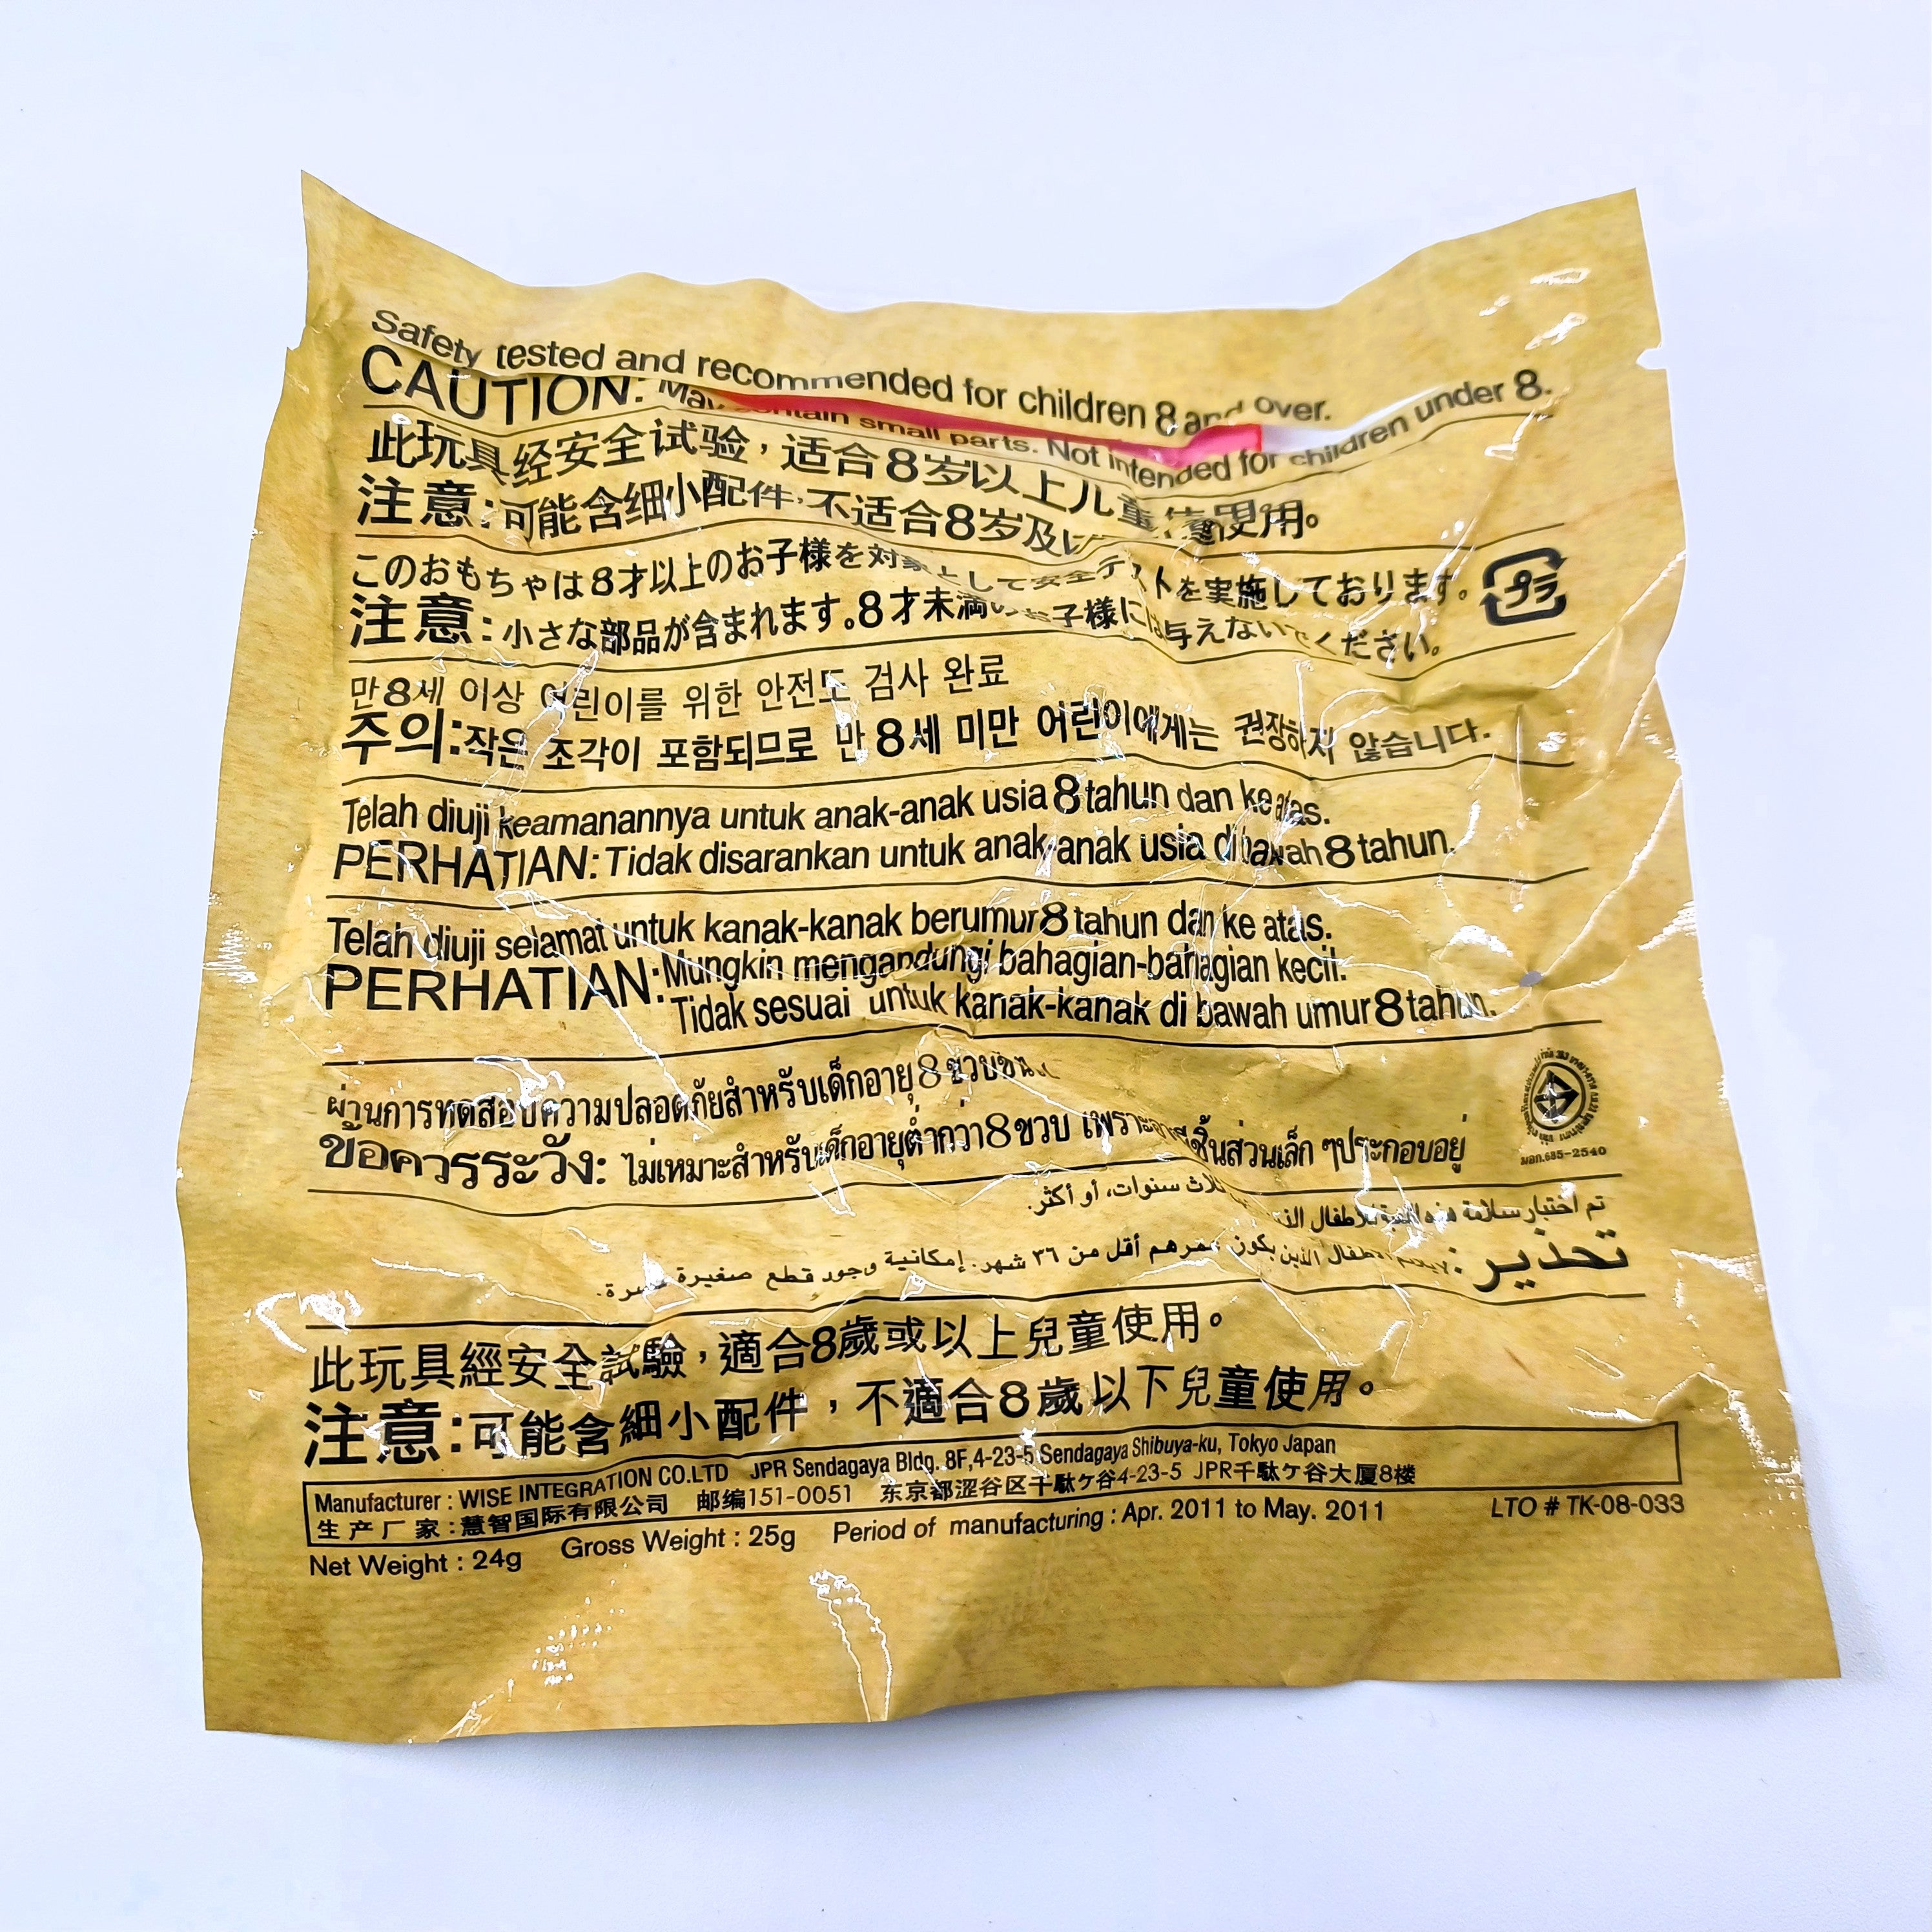 Safety tested and recommended for children 8 and over.
CAUTION: May contain small parts. Not intended for children under 8.
此玩具经安全试验，适合8岁以上儿童使用。
注意:可能含细小配件，不适合8岁及以
このおもちゃは8才以上のお子様を対象として安全テストを実施しております。
プラ
注意:小さな部品が含まれます。8才未満のお子様には与えないでください。
만8세 이상 어린이를 위한 안전도 검사 완료
주의:작은 조각이 포함되므로 만 8세 미만 어린이에게는 권장하지 않습니다.
Telah diuji keamanannya untuk anak-anak usia 8 tahun dan ke atas.
PERHATIAN: Tidak disarankan untuk anak-anak usia di bawah 8 tahun.
Telah diuji selamat untuk kanak-kanak berumur 8 tahun dan ke atas.
PERHATIAN: Mungkin mengandungi bahagian-bahagian kecil.
Tidak sesuai untuk kanak-kanak di bawah umur 8 tahun.
ผ่านการทดสอบความปลอดภัยสำหรับเด็กอายุ 8 ขวบขึ้น
ข้อควรระวัง: ไม่เหมาะสำหรับเด็กอายุต่ำกว่า 8 ขวบ เพราะอาจมีชิ้นส่วนเล็ก ๆประกอบอยู่
มอก.685-2540
تم اختبار سلامة هذه اللعبة للأطفال ثلاث سنوات، أو أكثر.
تحذير: الذين يكون عمرهم أقل من ٣٦ شهر. إمكانية وجود قطع صغيرة
此玩具經安全試驗，適合8歲或以上兒童使用。
注意:可能含細小配件，不適合8歲以下兒童使用。
Manufacturer : WISE INTEGRATION CO.LTD JPR Sendagaya Bldg. 8F,4-23-5 Sendagaya Shibuya-ku, Tokyo Japan
生产厂家:慧智国际有限公司 邮编151-0051 东京都涩谷区千駄ケ谷4-23-5 JPR千駄ケ谷大厦8楼
Net Weight : 24g Gross Weight : 25g Period of manufacturing : Apr. 2011 to May. 2011 LTO # TK-08-033